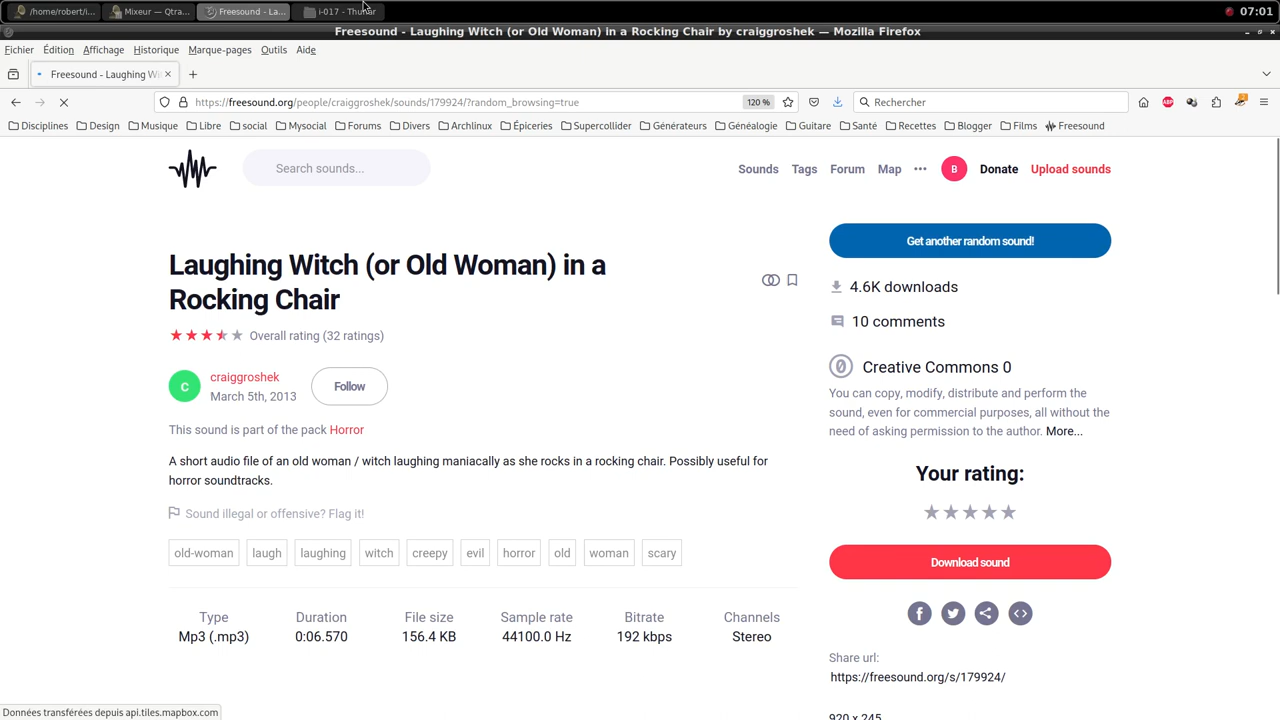 /home/robert/i...
Mixeur — Qtra...
Freesound - La...
i-017 - Thunar
07:01
Freesound - Laughing Witch (or Old Woman) in a Rocking Chair by craiggroshek — Mozilla Firefox
Fichier Édition Affichage Historique Marque-pages Outils Aide
Freesound - Laughing Wi
https://freesound.org/people/craiggroshek/sounds/179924/?random_browsing=true
120 %
Rechercher
ABP
Disciplines Design Musique Libre social Mysocial Forums Divers Archlinux Épiceries Supercollider Générateurs Généalogie Guitare Santé Recettes Blogger Films Freesound
Search sounds...
Sounds Tags Forum Map B Donate Upload sounds
Laughing Witch (or Old Woman) in a
Rocking Chair
Overall rating (32 ratings)
C
craiggroshek
March 5th, 2013
Follow
This sound is part of the pack Horror
A short audio file of an old woman / witch laughing maniacally as she rocks in a rocking chair. Possibly useful for
horror soundtracks.
Sound illegal or offensive? Flag it!
old-woman laugh laughing witch creepy evil horror old woman scary
Type Duration File size Sample rate Bitrate Channels
Mp3 (.mp3) 0:06.570 156.4 KB 44100.0 Hz 192 kbps Stereo
Get another random sound!
4.6K downloads
10 comments
Creative Commons 0
You can copy, modify, distribute and perform the
sound, even for commercial purposes, all without the
need of asking permission to the author. More...
Your rating:
Download sound
Share url:
https://freesound.org/s/179924/
920 x 245
Données transférées depuis api.tiles.mapbox.com